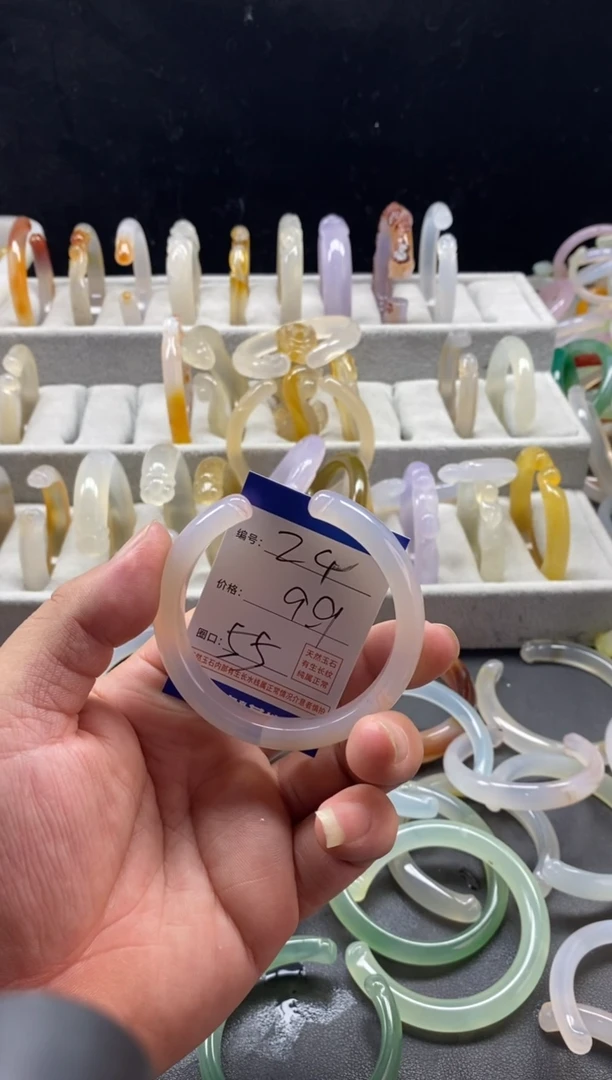 编号: 24
价格: 99
圈口: 55
天然玉石
有生长纹
纯属正常